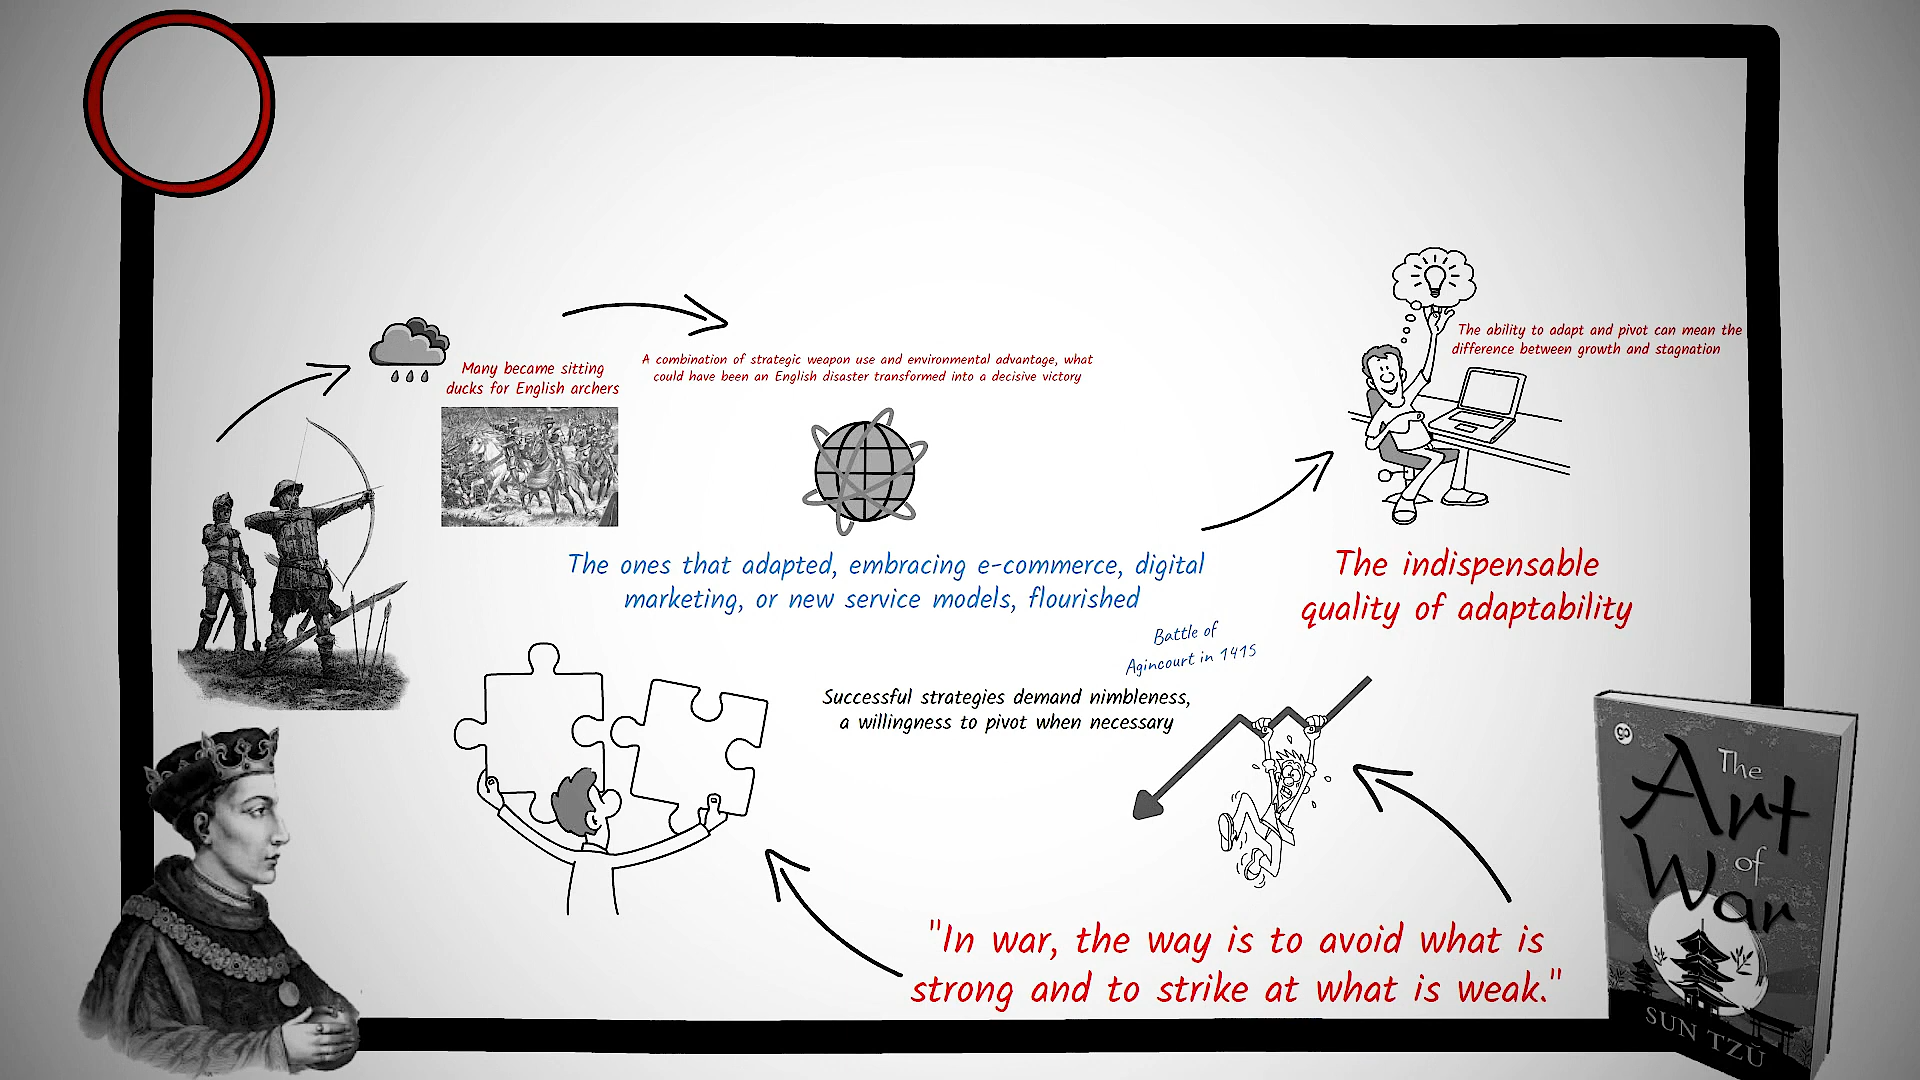 The ability to adapt and pivot can mean the
difference between growth and stagnation
Many became sitting
ducks for English archers
A combination of strategic weapon use and environmental advantage, what
could have been an English disaster transformed into a decisive victory
The ones that adapted, embracing e-commerce, digital
marketing, or new service models, flourished
The indispensable
quality of adaptability
Battle of
Agincourt in 1415
Successful strategies demand nimbleness,
a willingness to pivot when necessary
"In war, the way is to avoid what is
strong and to strike at what is weak."
GP
The
Art
of
War
SUN TZŬ